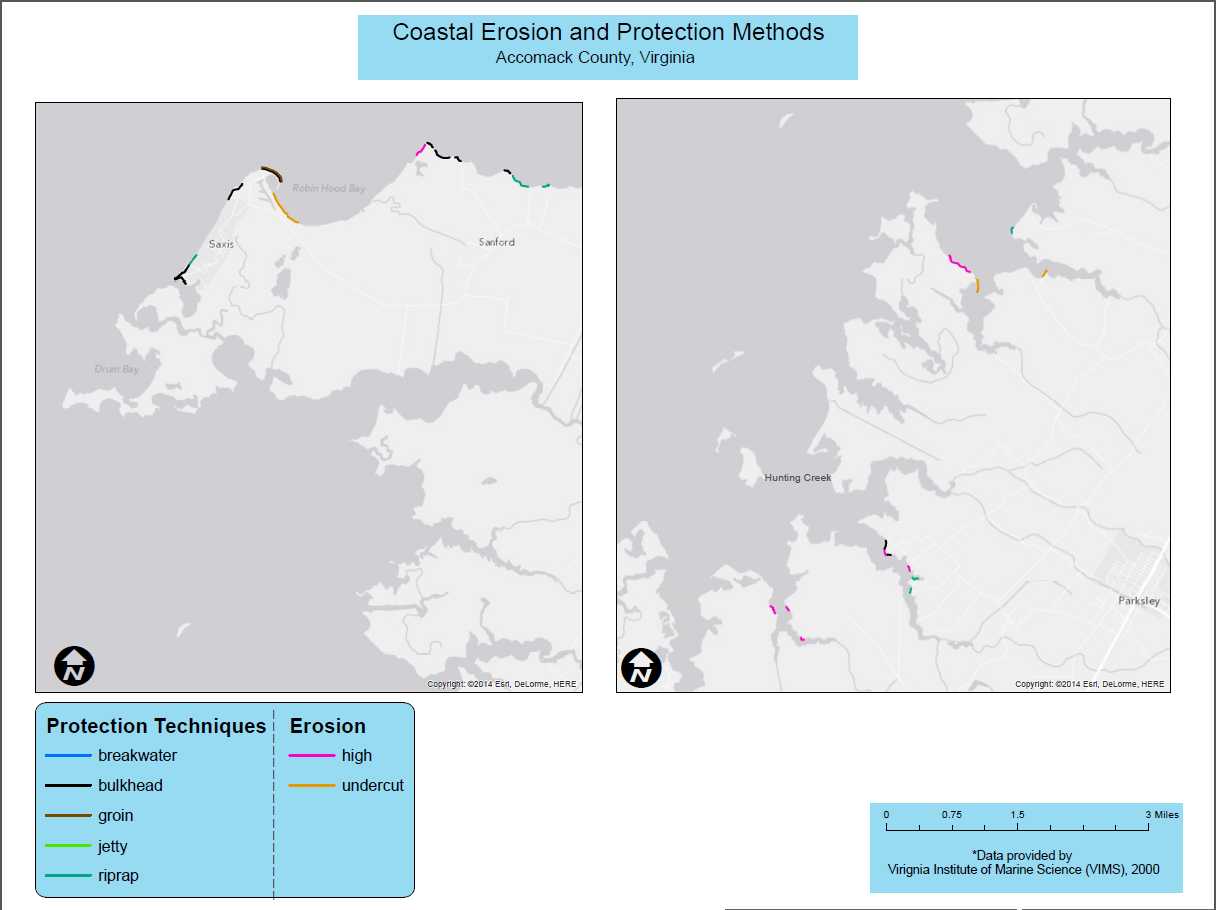 Coastal Erosion and Protection Methods
Accomack County, Virginia
Robin Hood Bay
Saxis
Sanford
Drum Bay
N
Copyright: ©2014 Esri, DeLorme, HERE
Hunting Creek
Parksley
N
Copyright: ©2014 Esri, DeLorme, HERE
Protection Techniques
breakwater
bulkhead
groin
jetty
riprap
Erosion
high
undercut
0 0.75 1.5 3 Miles
*Data provided by
Virignia Institute of Marine Science (VIMS), 2000